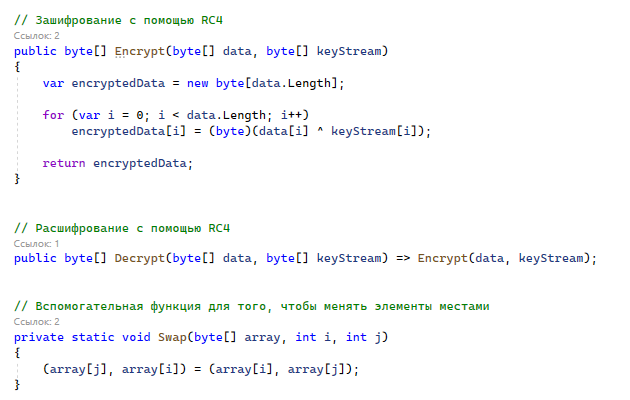 // Зашифрование с помощью RC4
Ссылок: 2
public byte[] Encrypt(byte[] data, byte[] keyStream)
{
    var encryptedData = new byte[data.Length];
    for (var i = 0; i < data.Length; i++)
        encryptedData[i] = (byte)(data[i] ^ keyStream[i]);
    return encryptedData;
}
// Расшифрование с помощью RC4
Ссылок: 1
public byte[] Decrypt(byte[] data, byte[] keyStream) => Encrypt(data, keyStream);
// Вспомогательная функция для того, чтобы менять элементы местами
Ссылок: 2
private static void Swap(byte[] array, int i, int j)
{
    (array[j], array[i]) = (array[i], array[j]);
}